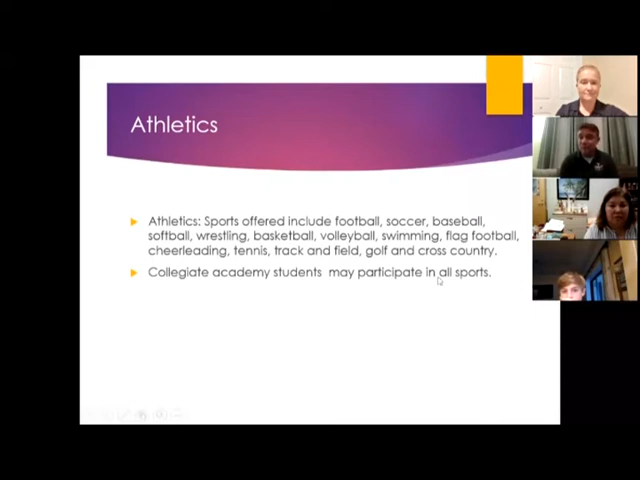 Athletics
Athletics: Sports offered include football, soccer, baseball,
softball, wrestling, basketball, volleyball, swimming, flag football,
cheerleading, tennis, track and field, golf and cross country.
Collegiate academy students may participate in all sports.